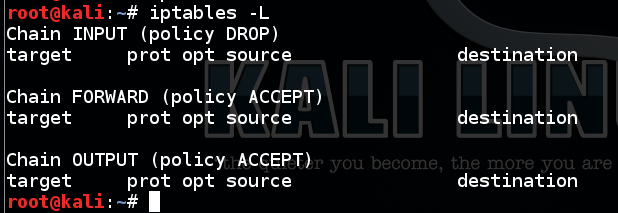 root@kali:~# iptables -L
Chain INPUT (policy DROP)
target     prot opt source               destination

Chain FORWARD (policy ACCEPT)
target     prot opt source               destination

Chain OUTPUT (policy ACCEPT)
target     prot opt source               destination
root@kali:~#
KALI LIN
the quieter you become, the more you are